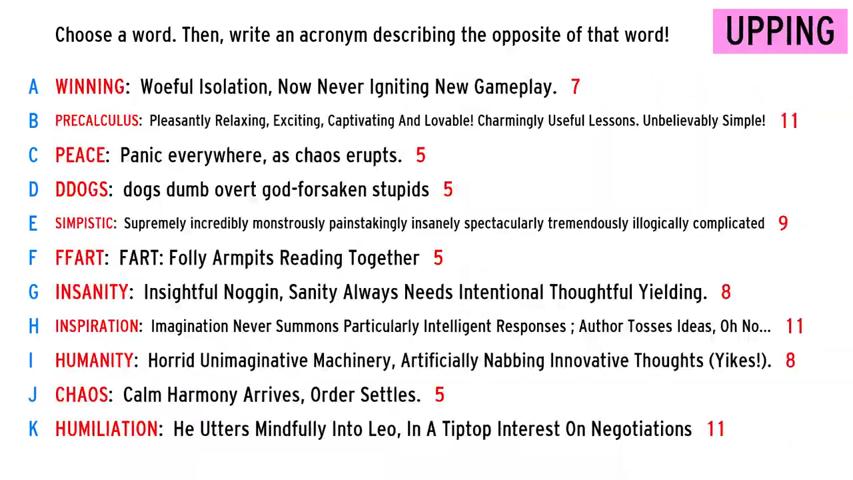 Choose a word. Then, write an acronym describing the opposite of that word!
UPPING
A WINNING: Woeful Isolation, Now Never Igniting New Gameplay. 7
B PRECALCULUS: Pleasantly Relaxing, Exciting, Captivating And Lovable! Charmingly Useful Lessons. Unbelievably Simple! 11
C PEACE: Panic everywhere, as chaos erupts. 5
D DDOGS: dogs dumb overt god-forsaken stupids 5
E SIMPISTIC: Supremely incredibly monstrously painstakingly insanely spectacularly tremendously illogically complicated 9
F FFART: FART: Folly Armpits Reading Together 5
G INSANITY: Insightful Noggin, Sanity Always Needs Intentional Thoughtful Yielding. 8
H INSPIRATION: Imagination Never Summons Particularly Intelligent Responses ; Author Tosses Ideas, Oh No... 11
I HUMANITY: Horrid Unimaginative Machinery, Artificially Nabbing Innovative Thoughts (Yikes!). 8
J CHAOS: Calm Harmony Arrives, Order Settles. 5
K HUMILIATION: He Utters Mindfully Into Leo, In A Tiptop Interest On Negotiations 11